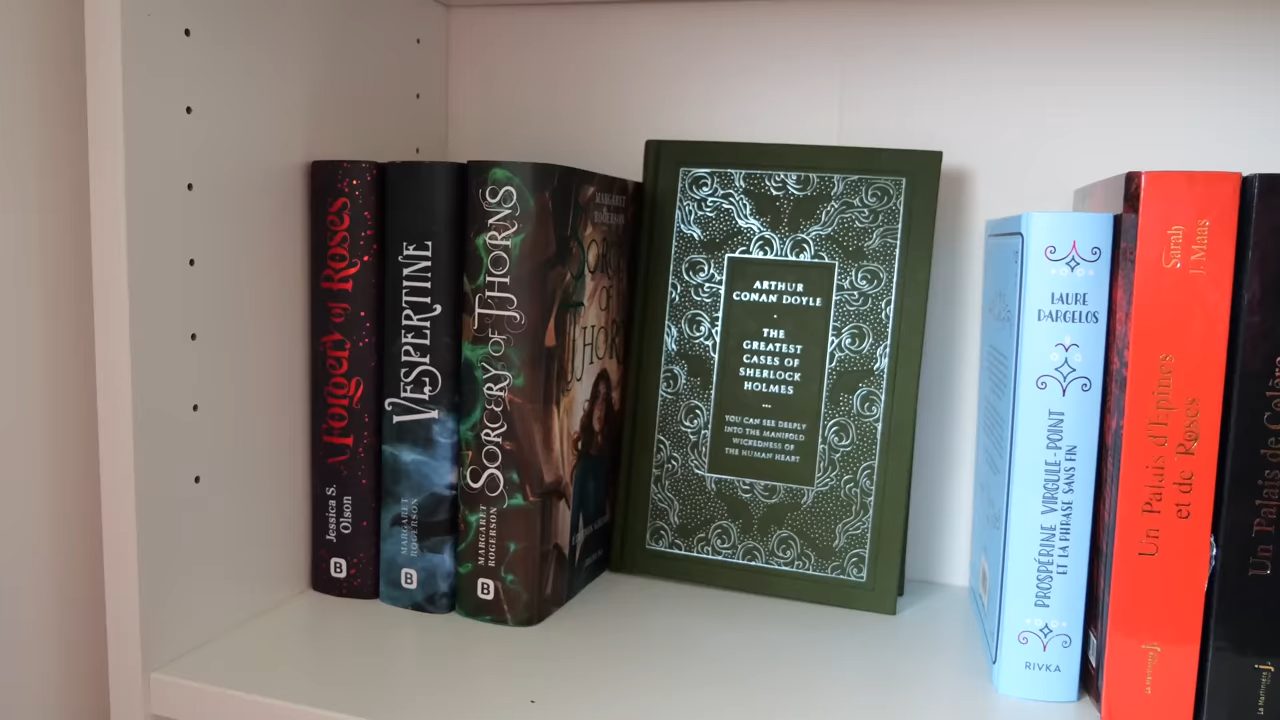 A Forgery of Roses
Jessica S.
Olson
B
VESPERTINE
MARGARET
ROGERSON
B
SORCERY OF THORNS
MARGARET
ROGERSON
B
MARGARET
ROGERSON
OF
ARTHUR
CONAN DOYLE
THE
GREATEST
CASES OF
SHERLOCK
HOLMES
YOU CAN SEE DEEPLY
INTO THE MANIFOLD
WICKEDNESS OF
THE HUMAN HEART
LAURE
DARGELOS
PROSPÉRINE VIRGULE-POINT
ET LA PHRASE SANS FIN
RIVKA
Sarah
J. Maas
Un Palais d'Épines
et de Roses
Un Palais de Colère
La Martinière